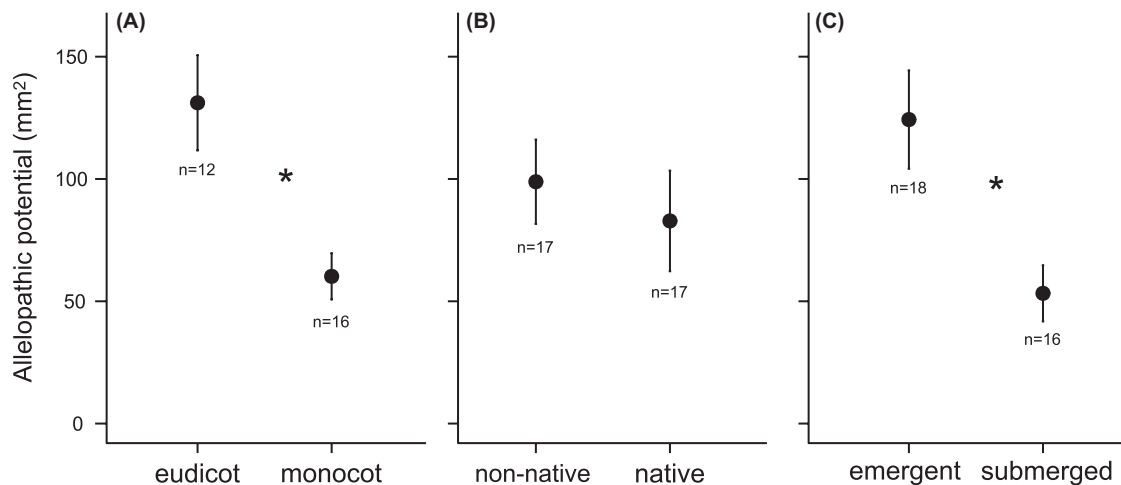 (A)
(B)
(C)
Allelopathic potential (mm²)
150
100
50
0
n=12
*
n=16
n=17
n=17
n=18
*
n=16
eudicot monocot
non-native native
emergent submerged